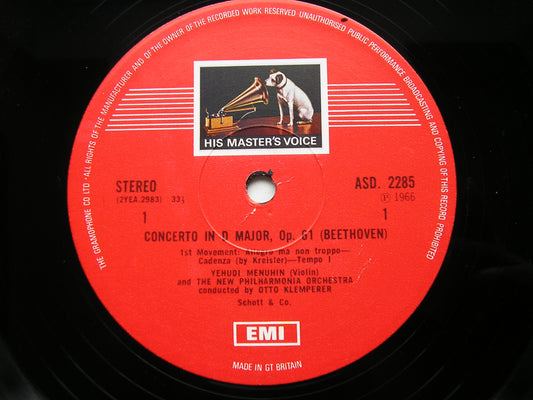 THE GRAMOPHONE CO LTD · ALL RIGHTS OF THE MANUFACTURER AND OF THE OWNER OF THE RECORDED WORK RESERVED UNAUTHORISED PUBLIC PERFORMANCE BROADCASTING AND COPYING OF THIS RECORD PROHIBITED
HIS MASTER'S VOICE
STEREO
(2YEA.2983) 33⅓
1
ASD. 2285
Ⓟ 1966
1
CONCERTO IN D MAJOR, Op. 61 (BEETHOVEN)
1st Movement: Allegro ma non troppo—
Cadenza (by Kreisler)—Tempo I
YEHUDI MENUHIN (Violin)
and THE NEW PHILHARMONIA ORCHESTRA
conducted by OTTO KLEMPERER
Schott & Co.
EMI
MADE IN GT BRITAIN